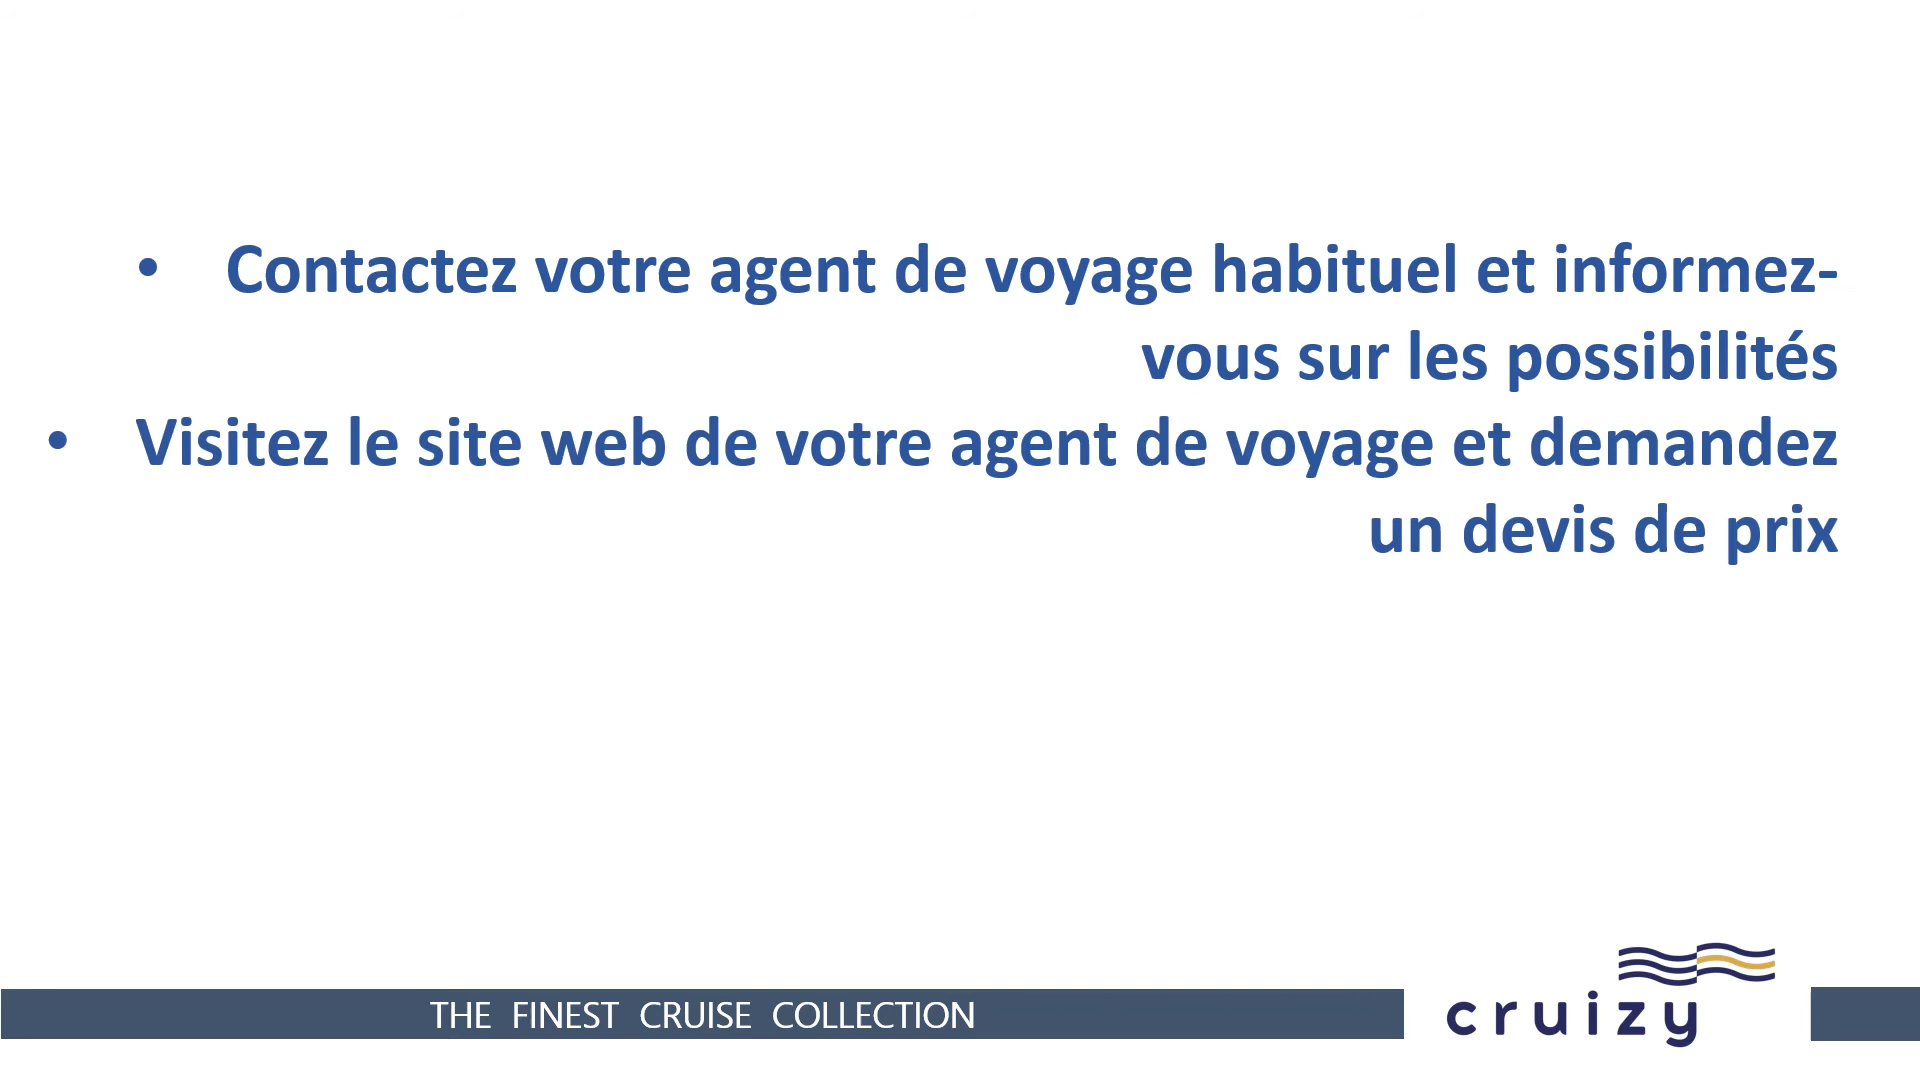 • Contactez votre agent de voyage habituel et informez-
vous sur les possibilités
• Visitez le site web de votre agent de voyage et demandez
un devis de prix
THE FINEST CRUISE COLLECTION
cruizy